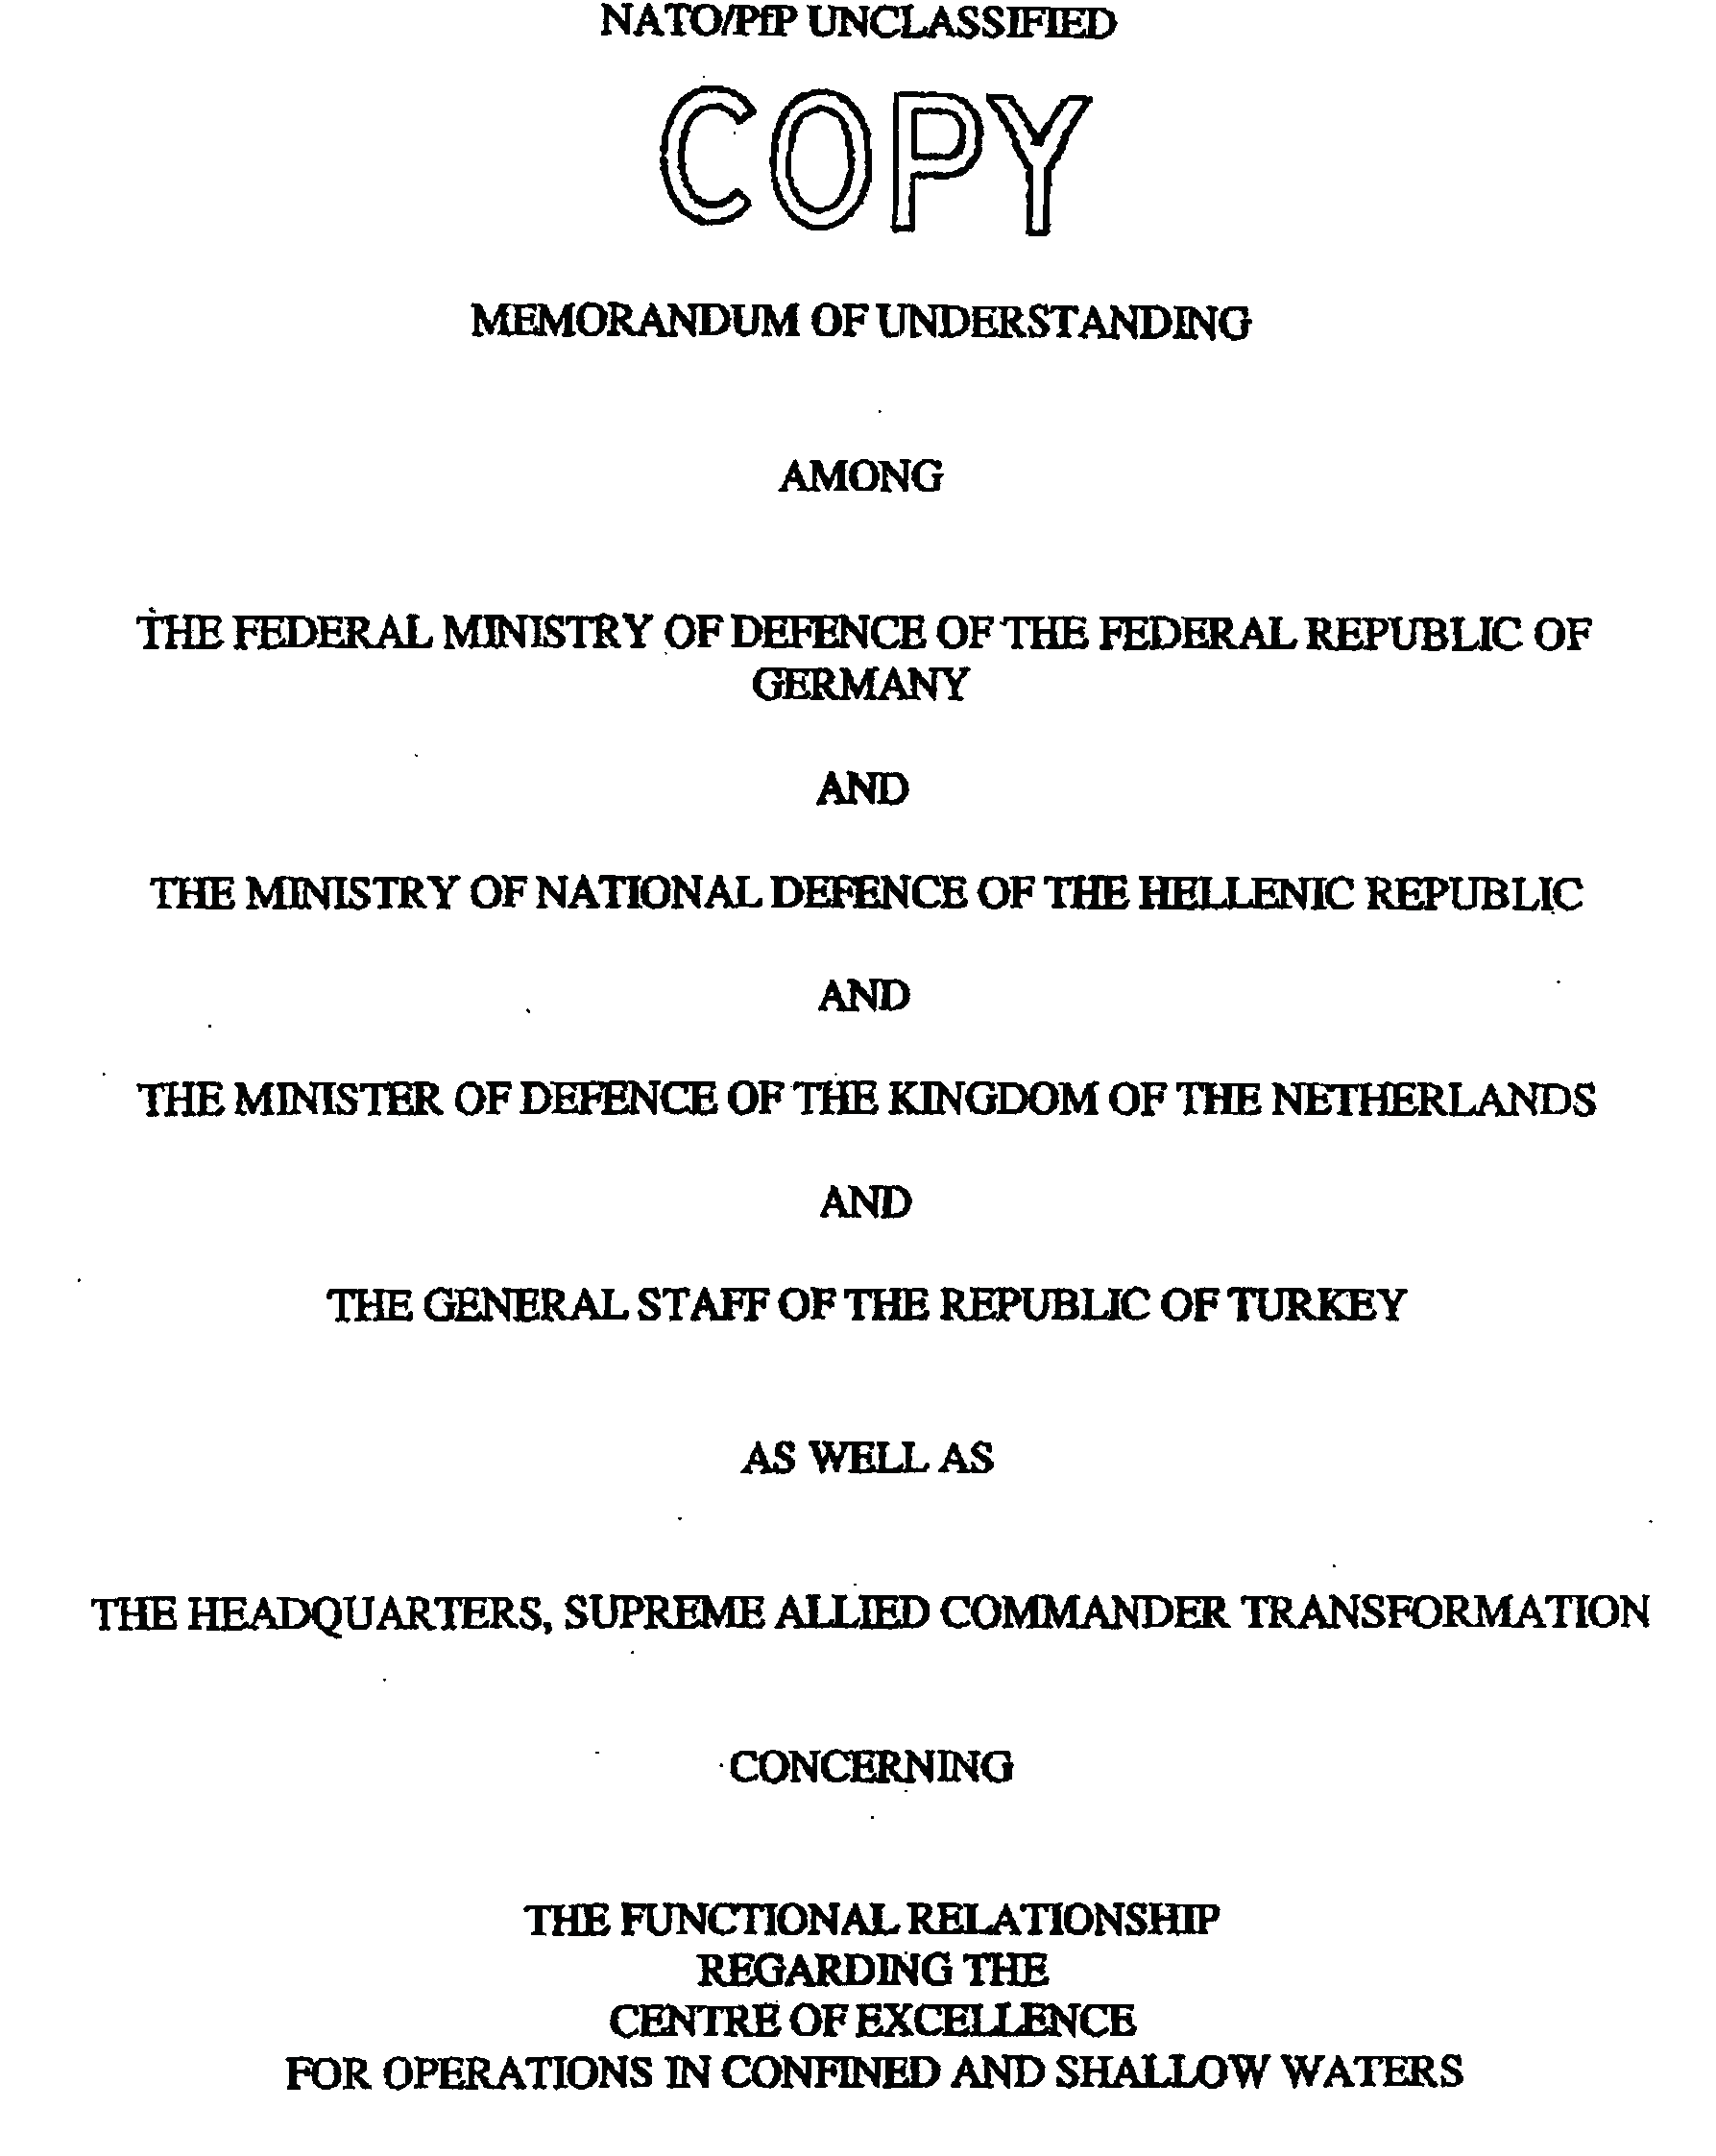 NATO/PfP UNCLASSIFIED
COPY
MEMORANDUM OF UNDERSTANDING
AMONG
THE FEDERAL MINISTRY OF DEFENCE OF THE FEDERAL REPUBLIC OF
GERMANY
AND
THE MINISTRY OF NATIONAL DEFENCE OF THE HELLENIC REPUBLIC
AND
THE MINISTER OF DEFENCE OF THE KINGDOM OF THE NETHERLANDS
AND
THE GENERAL STAFF OF THE REPUBLIC OF TURKEY
AS WELL AS
THE HEADQUARTERS, SUPREME ALLIED COMMANDER TRANSFORMATION
CONCERNING
THE FUNCTIONAL RELATIONSHIP
REGARDING THE
CENTRE OF EXCELLENCE
FOR OPERATIONS IN CONFINED AND SHALLOW WATERS